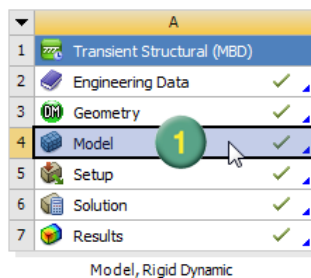 A
1 Transient Structural (MBD)
2 Engineering Data
3 DM Geometry
4 Model 1
5 Setup
6 Solution
7 Results
Model, Rigid Dynamic